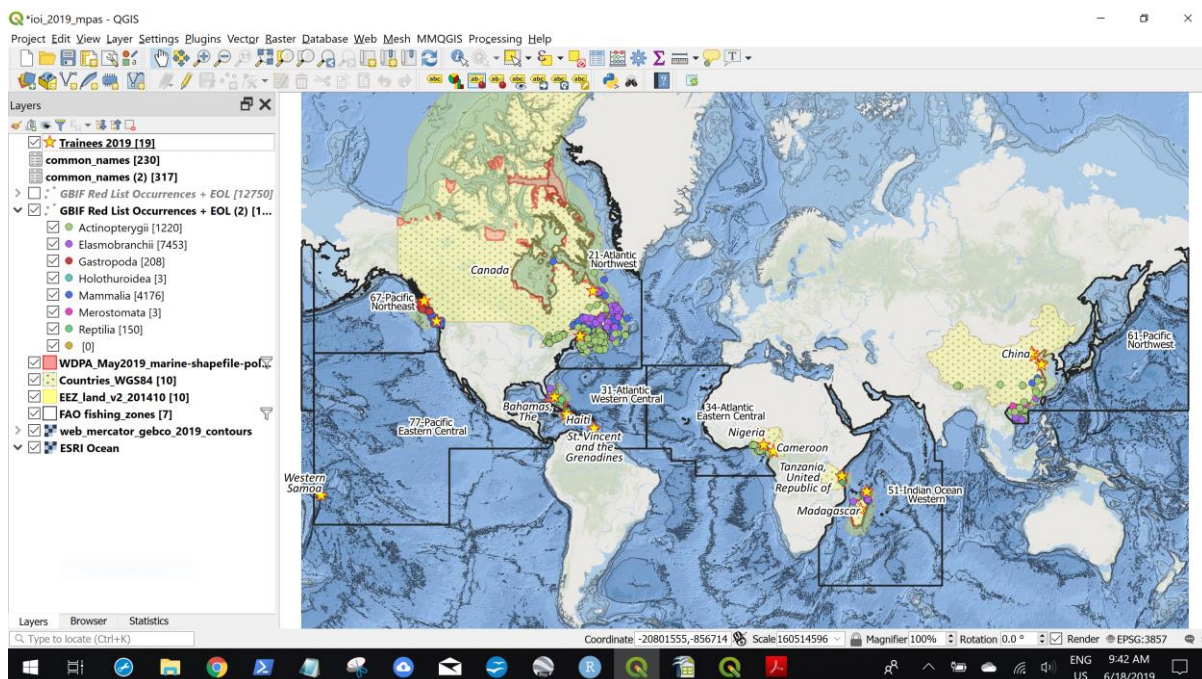 *ioi_2019_mpas - QGIS
Project Edit View Layer Settings Plugins Vector Raster Database Web Mesh MMQGIS Processing Help
Layers
Trainees 2019 [19]
common_names [230]
common_names (2) [317]
GBIF Red List Occurrences + EOL [12750]
GBIF Red List Occurrences + EOL (2) [1...
Actinopterygii [1220]
Elasmobranchii [7453]
Gastropoda [208]
Holothuroidea [3]
Mammalia [4176]
Merostomata [3]
Reptilia [150]
[0]
WDPA_May2019_marine-shapefile-pol...
Countries_WGS84 [10]
EEZ_land_v2_201410 [10]
FAO fishing_zones [7]
web_mercator_gebco_2019_contours
ESRI Ocean
Canada
21-Atlantic
Northwest
67-Pacific
Northeast
China
61-Pacific
Northwest
31-Atlantic
Western Central
Bahamas,
The
Haiti
34-Atlantic
Eastern Central
77-Pacific
Eastern Central
St. Vincent
and the
Grenadines
Nigeria
Cameroon
Tanzania,
United
Republic of
Western
Samoa
51-Indian Ocean
Western
Madagascar
Layers Browser Statistics
Type to locate (Ctrl+K)
Coordinate -20801555,-856714 Scale 160514596 Magnifier 100% Rotation 0.0 ° Render EPSG:3857
ENG
US
9:42 AM
6/18/2019